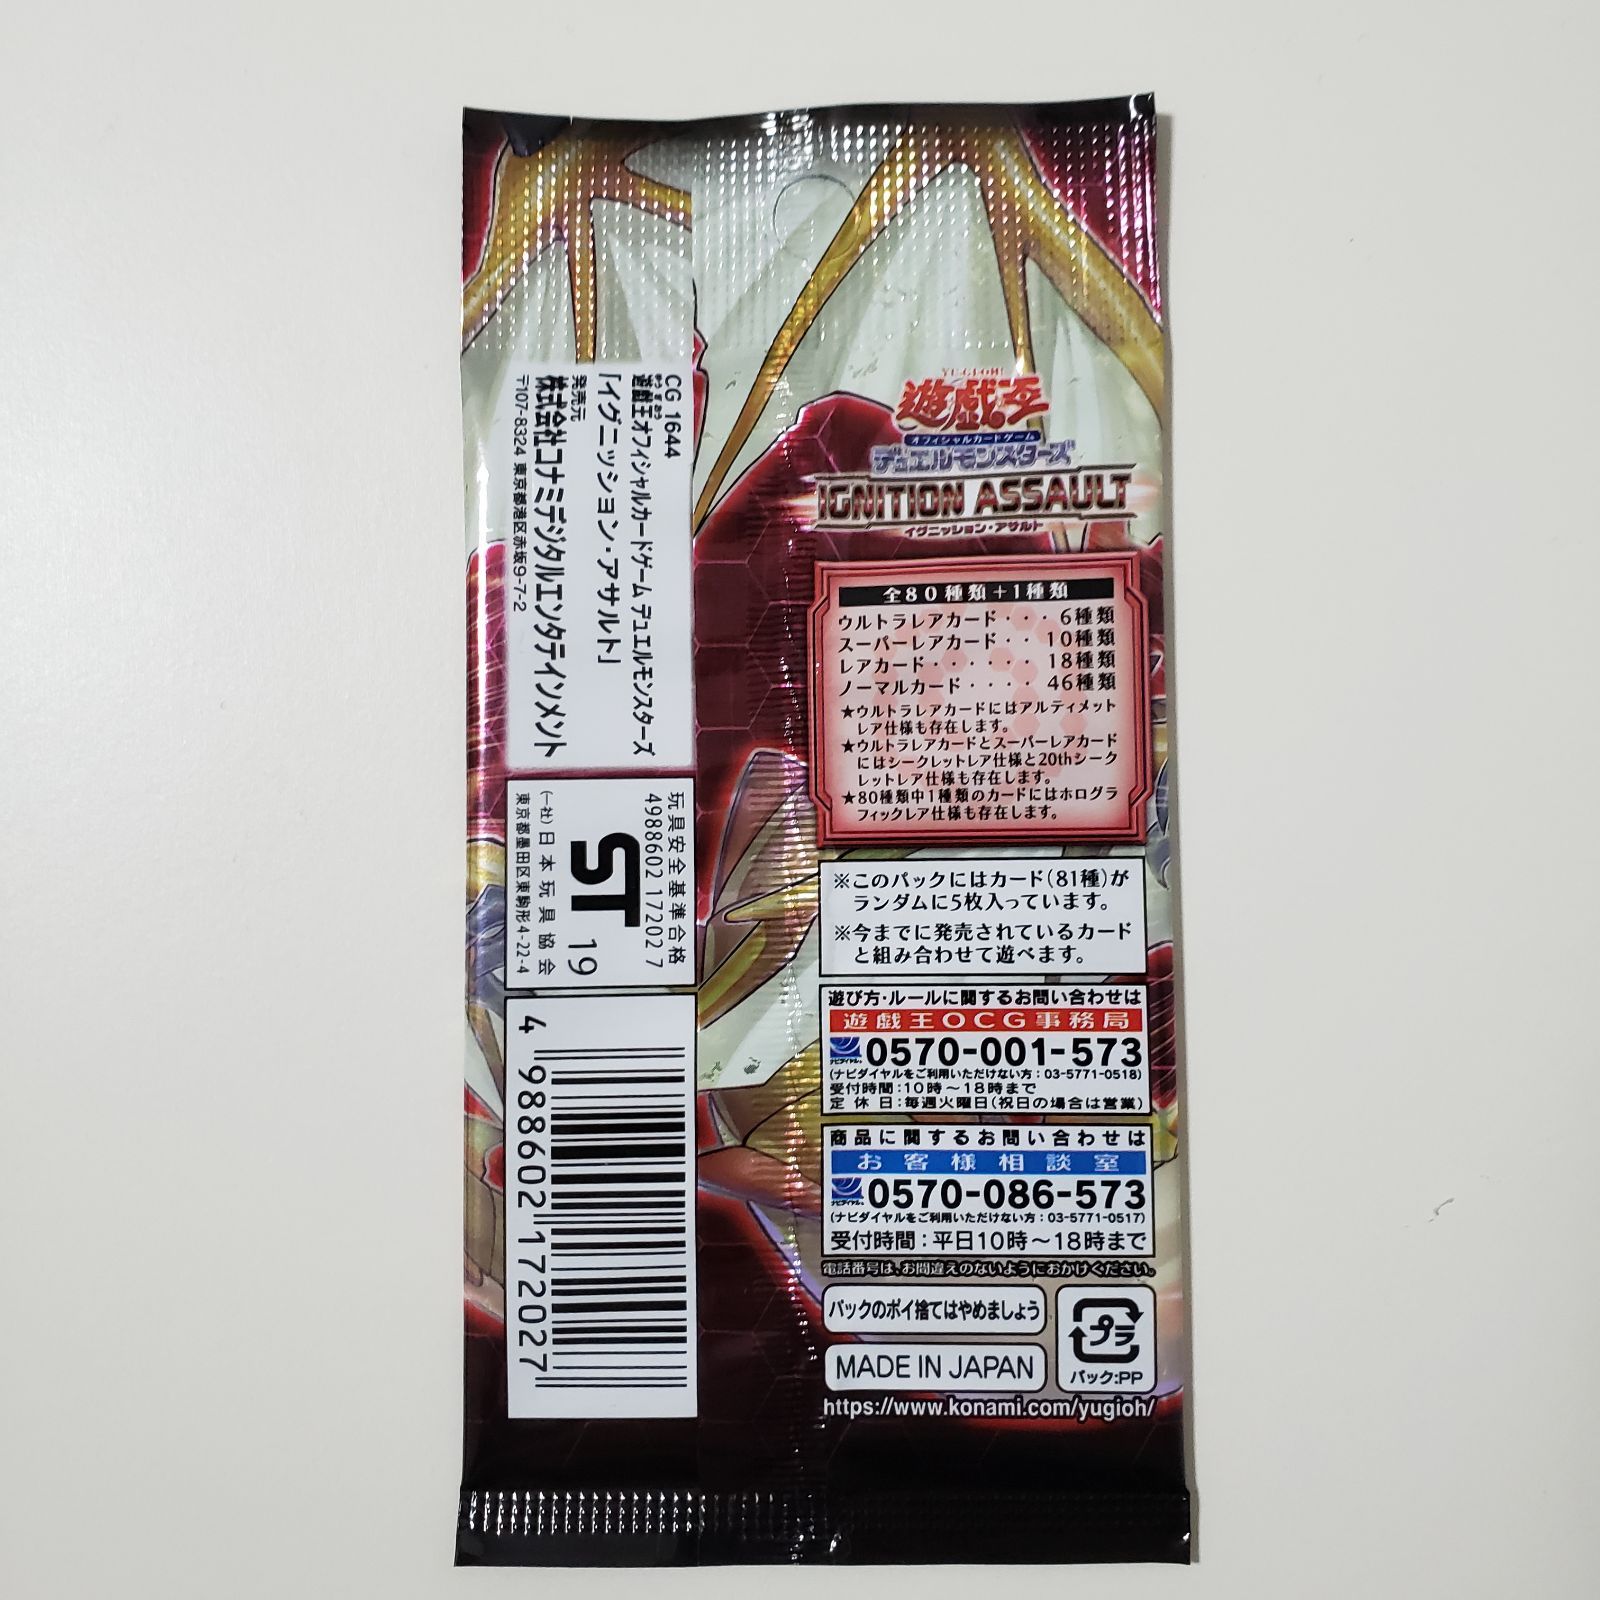 YU-GI-OH!
遊戯王
オフィシャルカードゲーム
デュエルモンスターズ
IGNITION ASSAULT
イグニッション・アサルト
全80種類+1種類
ウルトラレアカード・・・6種類
スーパーレアカード・・10種類
レアカード・・・・・・18種類
ノーマルカード・・・・46種類
★ウルトラレアカードにはアルティメット
レア仕様も存在します。
★ウルトラレアカードとスーパーレアカード
にはシークレットレア仕様と20thシーク
レットレア仕様も存在します。
★80種類中1種類のカードにはホログラ
フィックレア仕様も存在します。
※このパックにはカード(81種)が
ランダムに5枚入っています。
※今までに発売されているカード
と組み合わせて遊べます。
遊び方・ルールに関するお問い合わせは
遊戯王OCG事務局
ナビダイヤル
0570-001-573
(ナビダイヤルをご利用いただけない方:03-5771-0518)
受付時間:10時〜18時まで
定休日:毎週火曜日(祝日の場合は営業)
商品に関するお問い合わせは
お客様相談室
ナビダイヤル
0570-086-573
(ナビダイヤルをご利用いただけない方:03-5771-0517)
受付時間:平日10時〜18時まで
電話番号は、お間違えのないようにおかけください。
パックのポイ捨てはやめましょう
MADE IN JAPAN
プラ
パック:PP
https://www.konami.com/yugioh/
CG 1644
遊戯王オフィシャルカードゲーム デュエルモンスターズ
「イグニッション・アサルト」
発売元
株式会社コナミデジタルエンタテインメント
〒107-8324 東京都港区赤坂9-7-2
玩具安全基準合格
4988602 17202 7
ST 19
(一社)日本玩具協会
東京都墨田区東駒形4-22-4
4 988602 172027